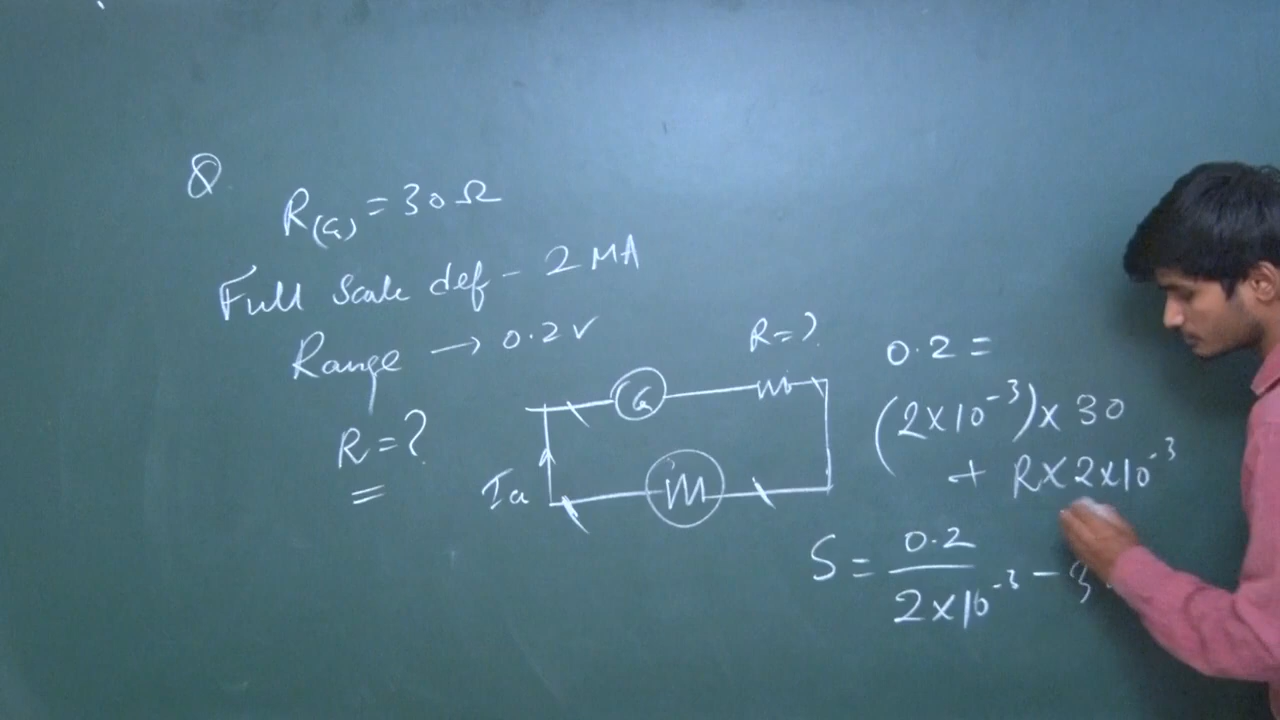 Q
R(G) = 30 Ω
Full Scale def - 2 MA
Range → 0.2 V
R = ?
R = ?
G
Ia
0.2 =
(2×10⁻³) × 30
+ R×2×10⁻³
S = 0.2 / 2×10⁻³ - 3